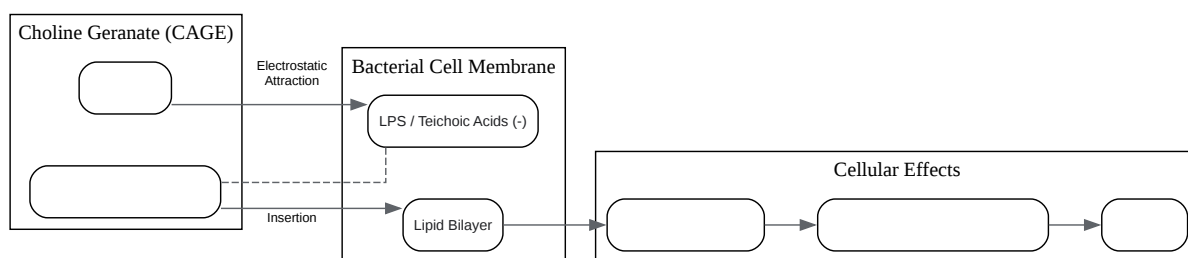 Choline Geranate (CAGE)
Electrostatic
Attraction
Bacterial Cell Membrane
LPS / Teichoic Acids (-)
Cellular Effects
Insertion
Lipid Bilayer